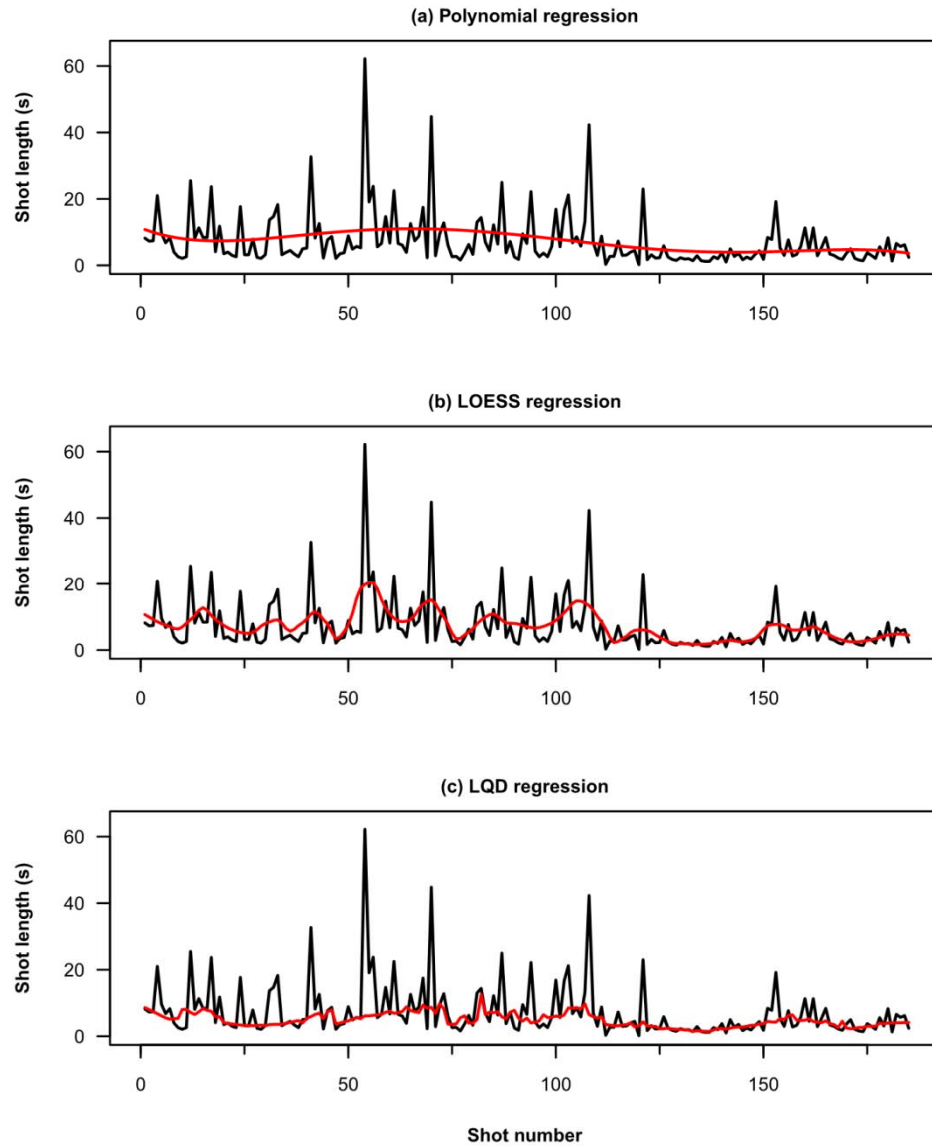 (a) Polynomial regression
Shot length (s)
60
40
20
0
0 50 100 150
(b) LOESS regression
Shot length (s)
60
40
20
0
0 50 100 150
(c) LQD regression
Shot length (s)
60
40
20
0
0 50 100 150
Shot number